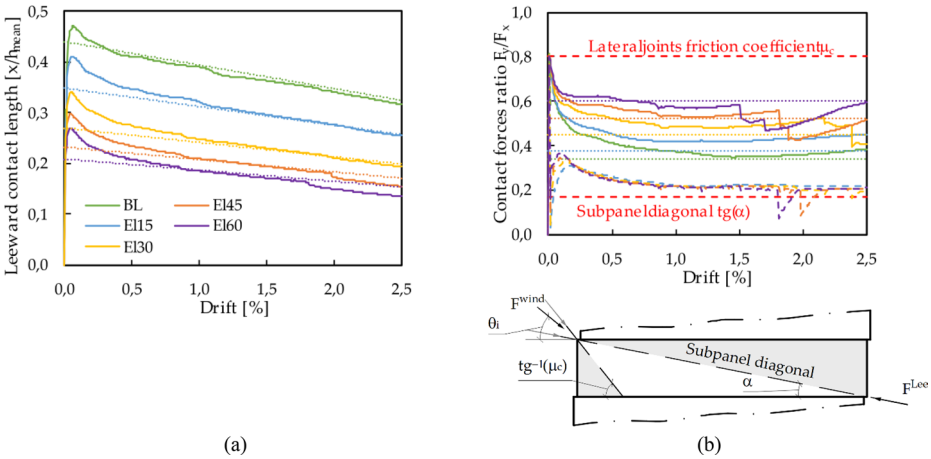 Leeward contact length [x/hmean]
0,5
0,4
0,3
0,2
0,1
0,0
BL
El45
El15
El60
El30
0,0 0,5 1,0 1,5 2,0 2,5
Drift [%]
(a)
Contact forces ratio Fy/Fx
1,0
0,8
0,6
0,4
0,2
0,0
Lateral joints friction coefficient μc
Subpanel diagonal tg(α)
0,0 0,5 1,0 1,5 2,0 2,5
Drift [%]
Fwind
θi
tg-1(μc)
Subpanel diagonal
α
FLee
(b)